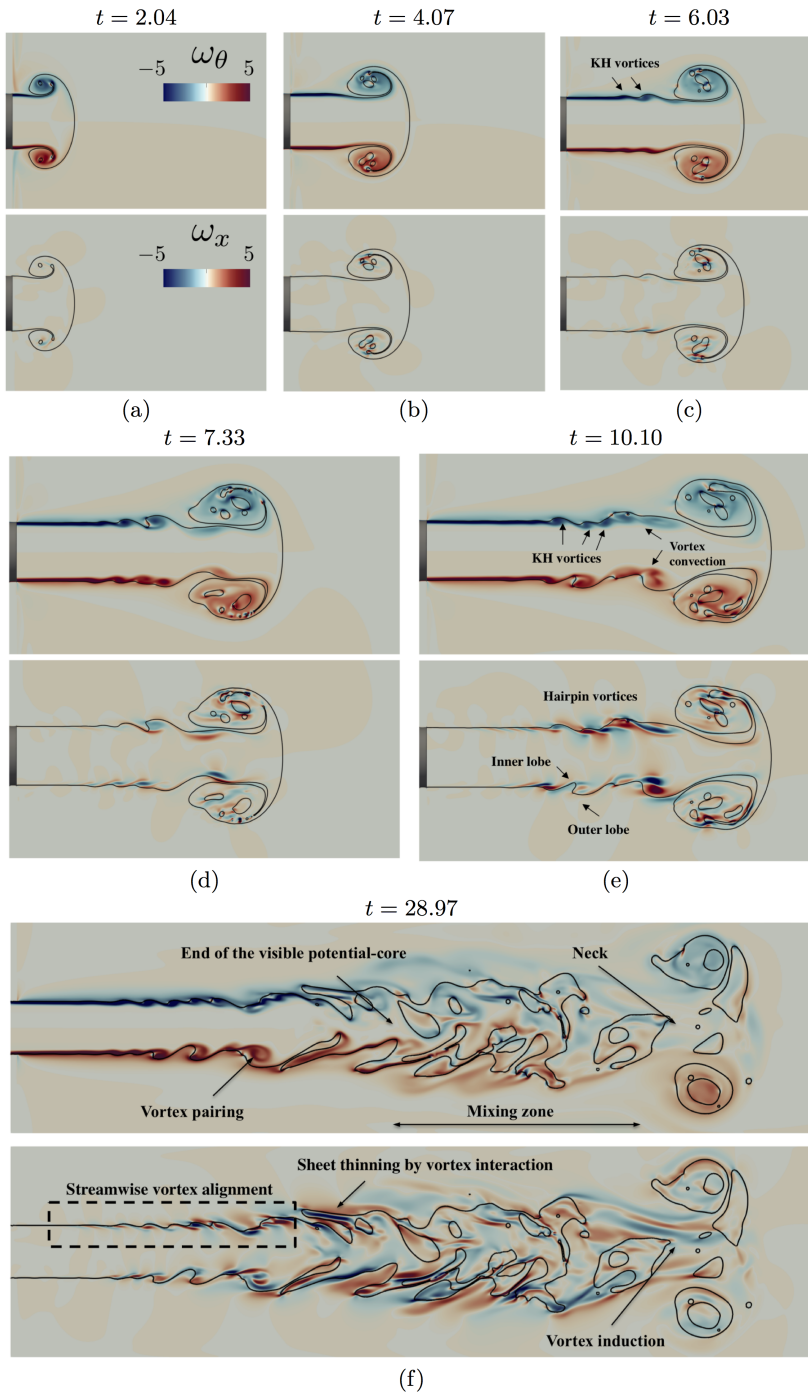 t = 2.04
t = 4.07
t = 6.03
ω_θ
−5 5
KH vortices
ω_x
−5 5
(a)
(b)
(c)
t = 7.33
t = 10.10
KH vortices
Vortex
convection
Hairpin vortices
Inner lobe
Outer lobe
(d)
(e)
t = 28.97
End of the visible potential-core
Neck
Vortex pairing
Mixing zone
Sheet thinning by vortex interaction
Streamwise vortex alignment
Vortex induction
(f)